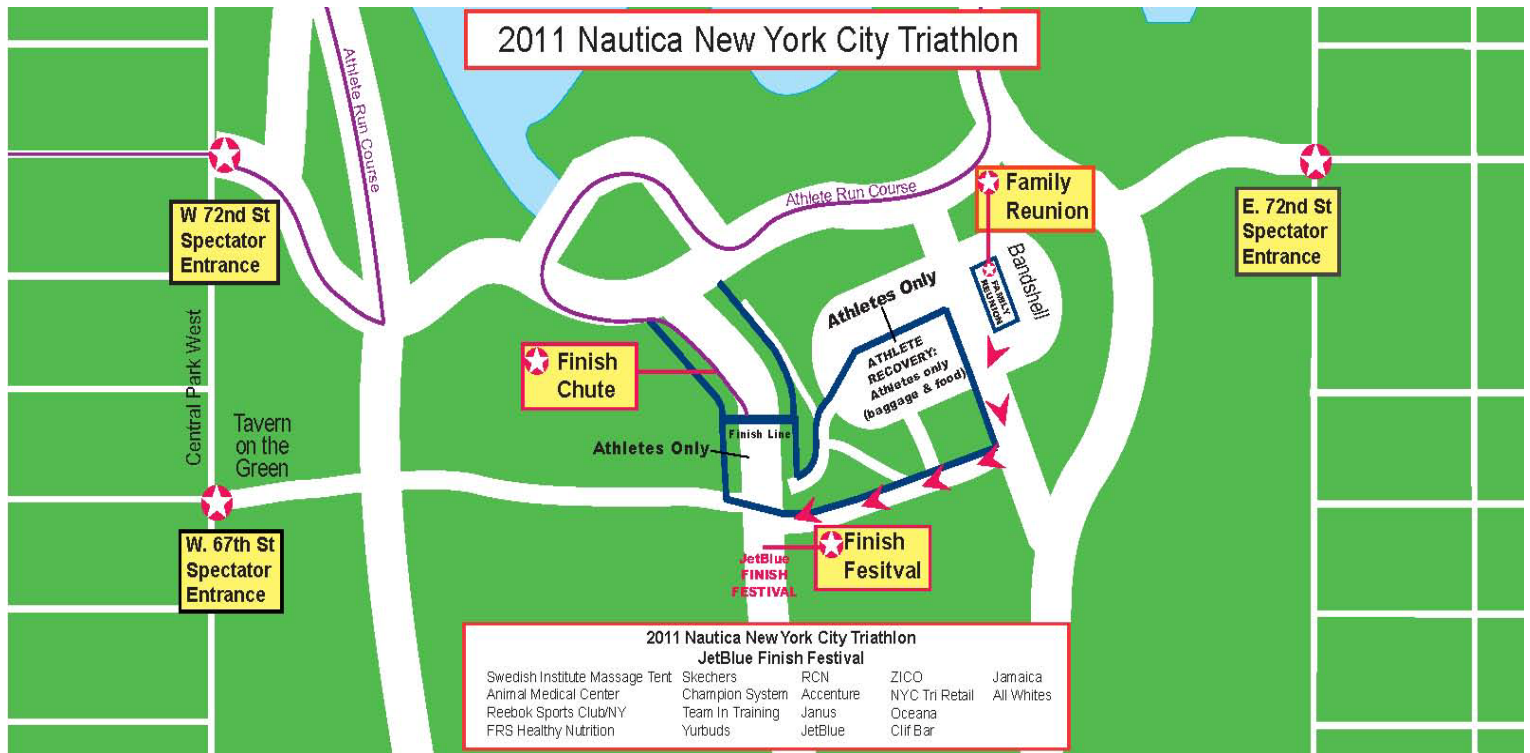 2011 Nautica New York City Triathlon
Athlete Run Course
W 72nd St
Spectator
Entrance
Athlete Run Course
Family
Reunion
E. 72nd St
Spectator
Entrance
Bandshell
FAMILY
REUNION
Athletes Only
ATHLETE
RECOVERY:
Athletes only
(baggage & food)
Finish
Chute
Central Park West
Tavern
on the
Green
Athletes Only
Finish Line
W. 67th St
Spectator
Entrance
JetBlue
FINISH
FESTIVAL
Finish
Fesitval
2011 Nautica New York City Triathlon
JetBlue Finish Festival
Swedish Institute Massage Tent Skechers RCN ZICO Jamaica
Animal Medical Center Champion System Accenture NYC Tri Retail All Whites
Reebok Sports Club/NY Team In Training Janus Oceana
FRS Healthy Nutrition Yurbuds JetBlue Clif Bar